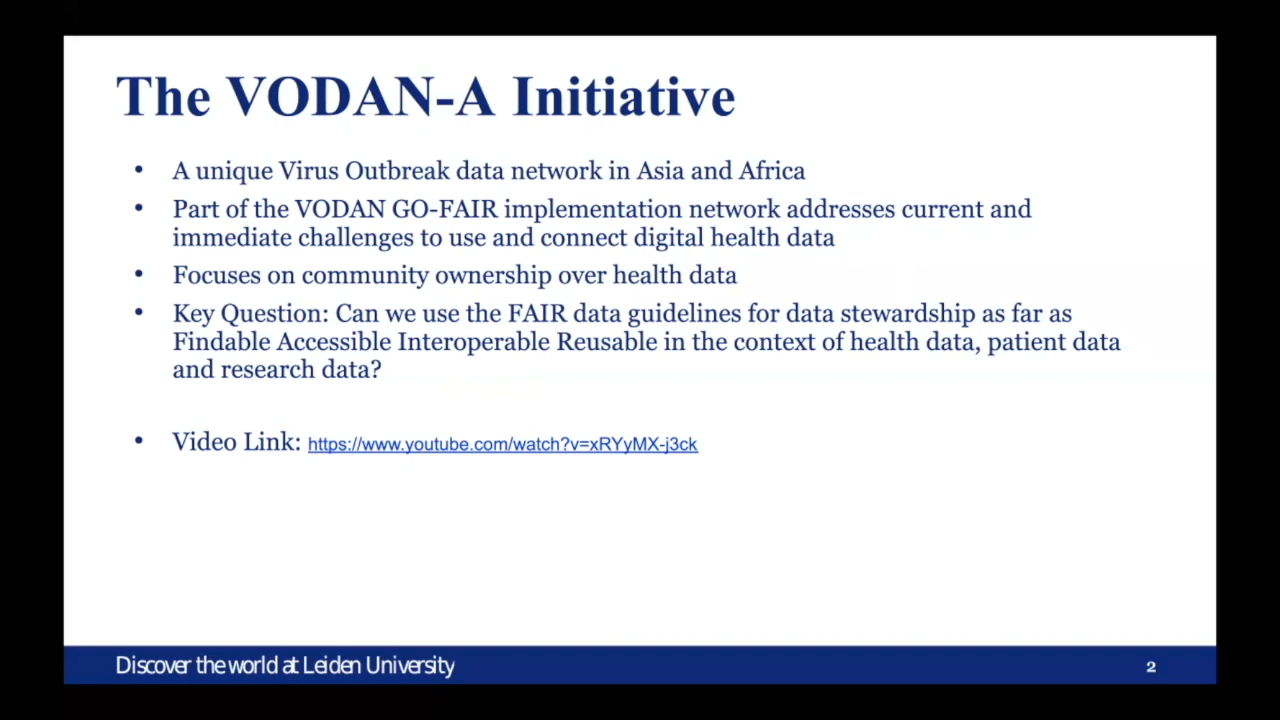 The VODAN-A Initiative
• A unique Virus Outbreak data network in Asia and Africa
• Part of the VODAN GO-FAIR implementation network addresses current and
immediate challenges to use and connect digital health data
• Focuses on community ownership over health data
• Key Question: Can we use the FAIR data guidelines for data stewardship as far as
Findable Accessible Interoperable Reusable in the context of health data, patient data
and research data?
• Video Link: https://www.youtube.com/watch?v=xRYyMX-j3ck
Discover the world at Leiden University
2